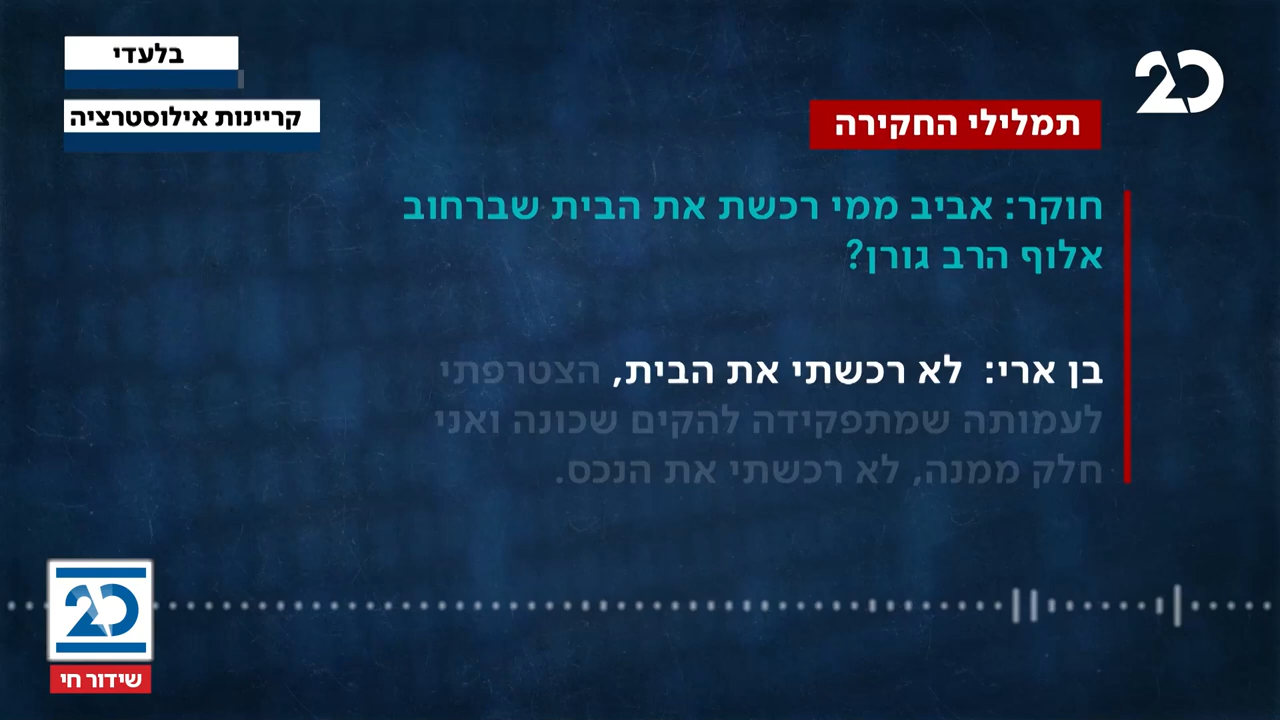 בלעדי
קריינות אילוסטרציה
20
תמלילי החקירה
חוקר: אביב ממי רכשת את הבית שברחוב
אלוף הרב גורן?
בן ארי: לא רכשתי את הבית, הצטרפתי
לעמותה שמתפקידה להקים שכונה ואני
חלק ממנה, לא רכשתי את הנכס.
20
שידור חי